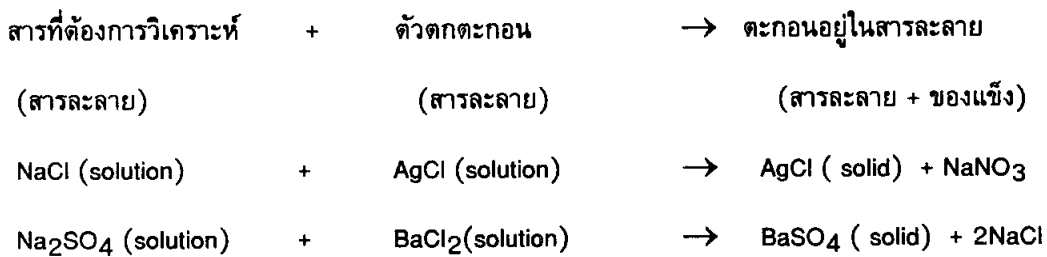 สารที่ต้องการวิเคราะห์ + ตัวตกตะกอน → ตะกอนอยู่ในสารละลาย
(สารละลาย) (สารละลาย) (สารละลาย + ของแข็ง)
NaCl (solution) + AgCl (solution) → AgCl ( solid) + NaNO3
Na2SO4 (solution) + BaCl2(solution) → BaSO4 ( solid) + 2NaCl